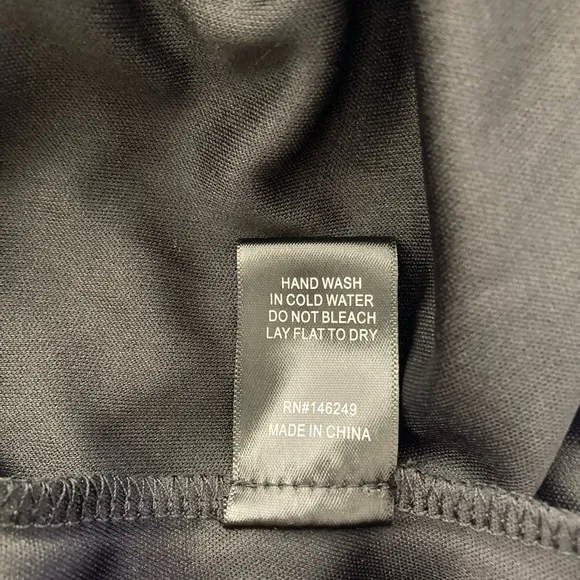 HAND WASH
IN COLD WATER
DO NOT BLEACH
LAY FLAT TO DRY
RN#146249
MADE IN CHINA